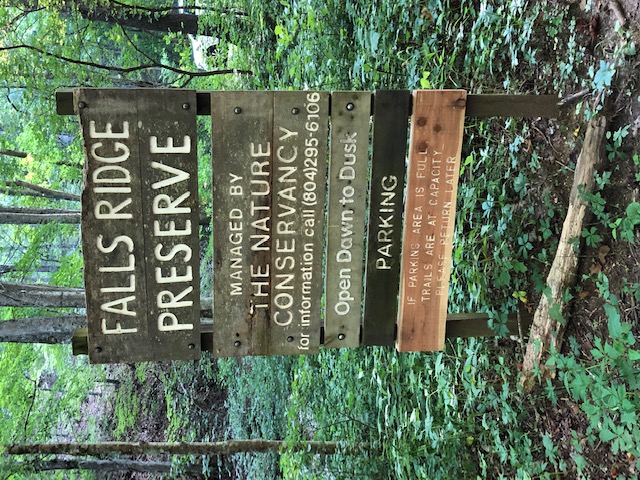 FALLS RIDGE
PRESERVE
MANAGED BY
THE NATURE
CONSERVANCY
for information call (804)295-6106
Open Dawn to Dusk
PARKING
IF PARKING AREA IS FULL
TRAILS ARE AT CAPACITY
PLEASE RETURN LATER